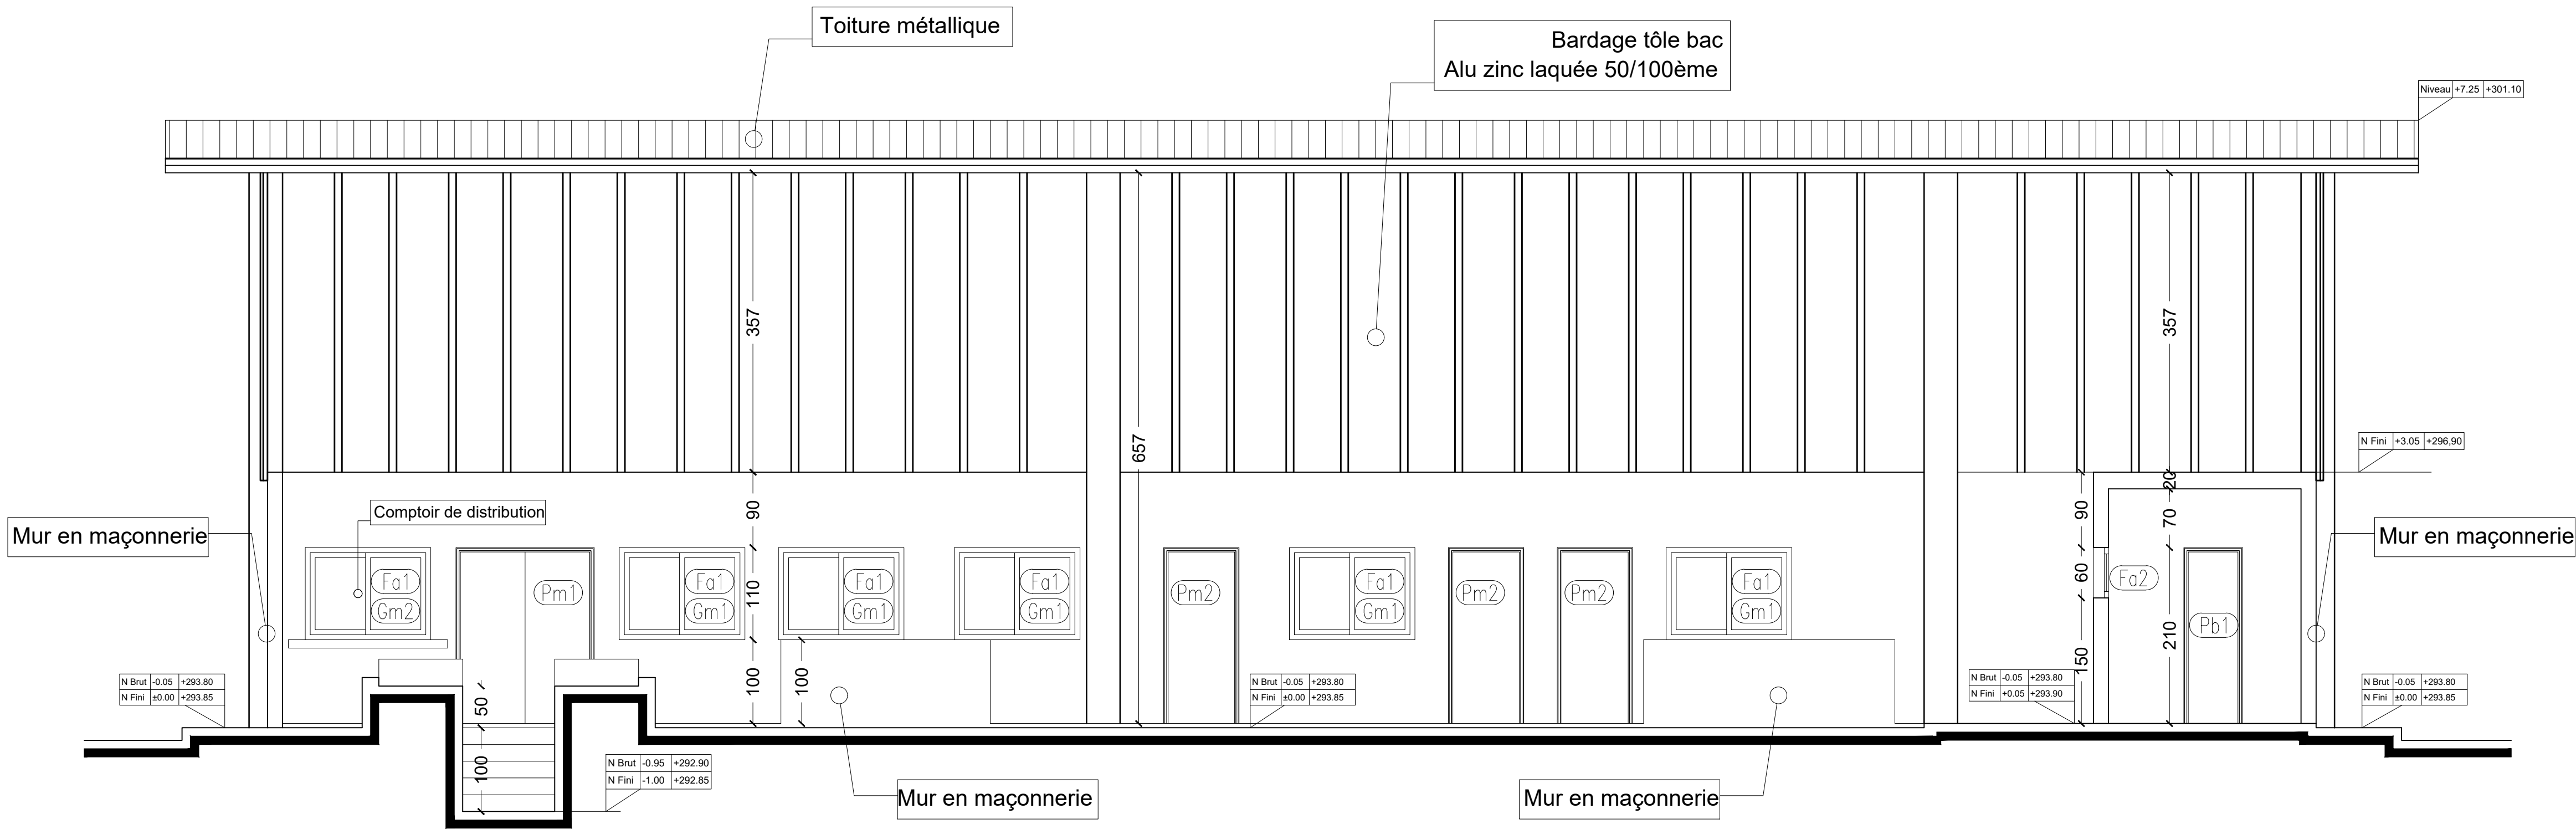 Toiture métallique
Bardage tôle bac
Alu zinc laquée 50/100ème
Niveau +7.25 +301.10
357
657
357
N Fini +3.05 +296,90
Comptoir de distribution
90
90
20
70
Mur en maçonnerie
Mur en maçonnerie
Fa1
Gm2
Pm1
Fa1
Gm1
110
Fa1
Gm1
Fa1
Gm1
Pm2
Fa1
Gm1
Pm2
Pm2
Fa1
Gm1
60
Fa2
Pb1
210
150
100
100
50
100
N Brut -0.05 +293.80
N Fini ±0.00 +293.85
N Brut -0.05 +293.80
N Fini ±0.00 +293.85
N Brut -0.05 +293.80
N Fini +0.05 +293.90
N Brut -0.05 +293.80
N Fini ±0.00 +293.85
N Brut -0.95 +292.90
N Fini -1.00 +292.85
Mur en maçonnerie
Mur en maçonnerie